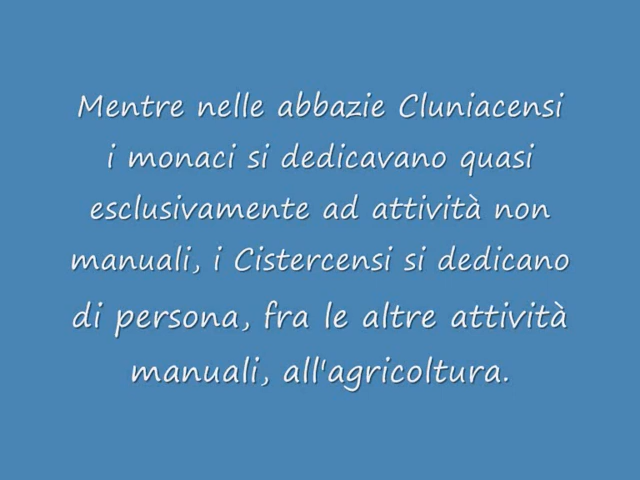 Mentre nelle abbazie Cluniacensi
i monaci si dedicavano quasi
esclusivamente ad attività non
manuali, i Cistercensi si dedicano
di persona, fra le altre attività
manuali, all'agricoltura.